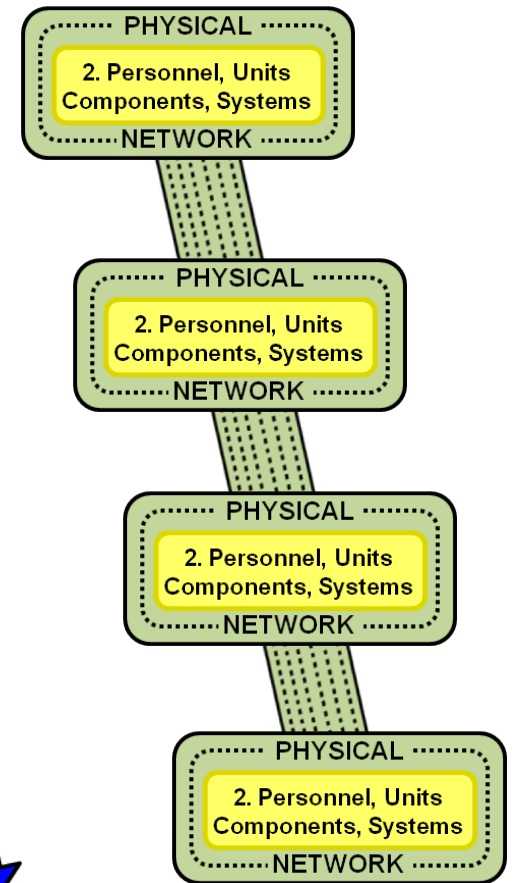 PHYSICAL
2. Personnel, Units
Components, Systems
NETWORK
PHYSICAL
2. Personnel, Units
Components, Systems
NETWORK
PHYSICAL
2. Personnel, Units
Components, Systems
NETWORK
PHYSICAL
2. Personnel, Units
Components, Systems
NETWORK